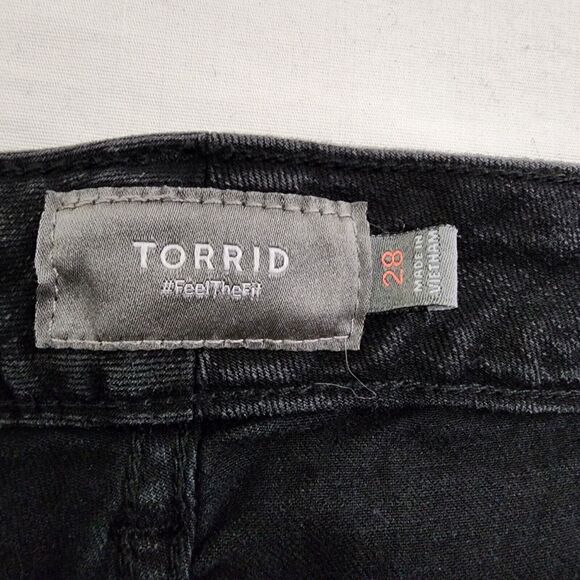 TORRID
#FeelTheFit
28
MADE IN
VIETNAM